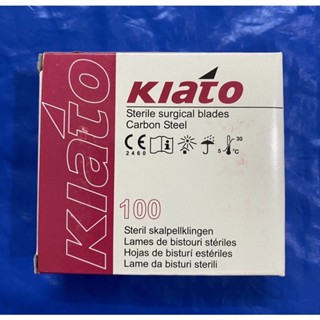 Kiato
Kiato
Sterile surgical blades
Carbon Steel
CE
2460
i
5 °C 30
100
Steril skalpellklingen
Lames de bistouri stériles
Hojas de bisturí estériles
Lame da bisturi sterili